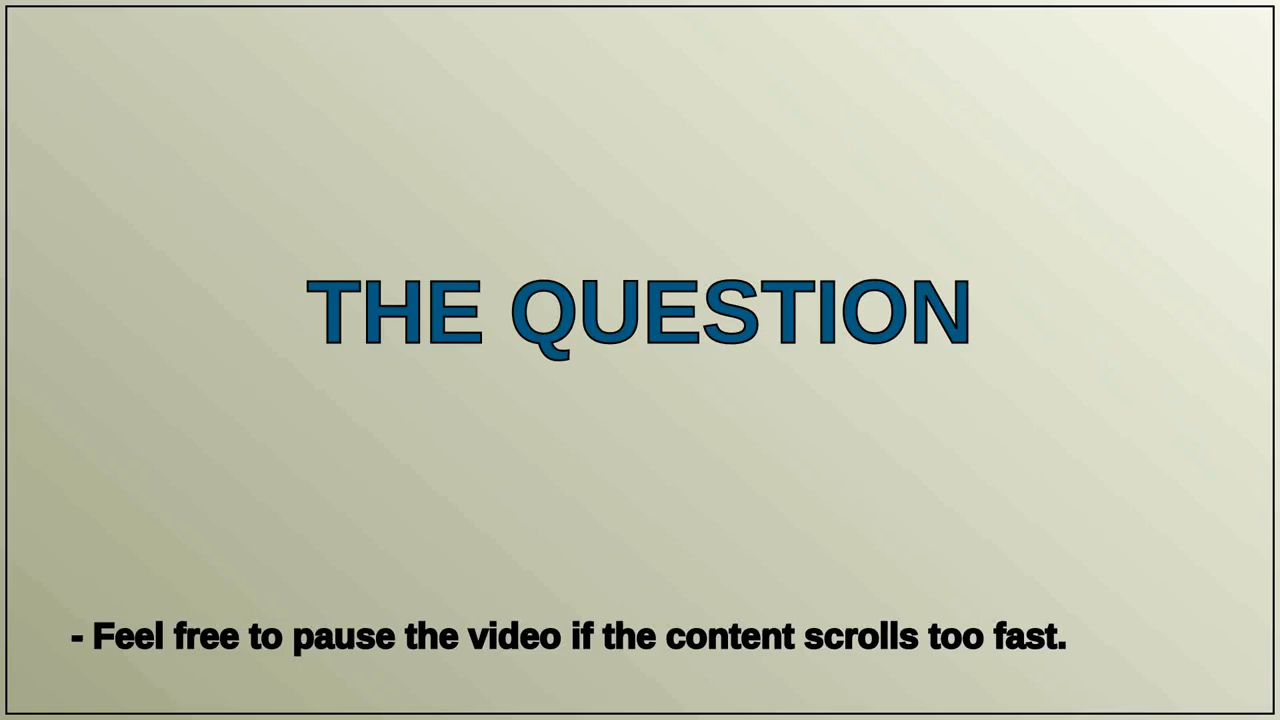 THE QUESTION
- Feel free to pause the video if the content scrolls too fast.